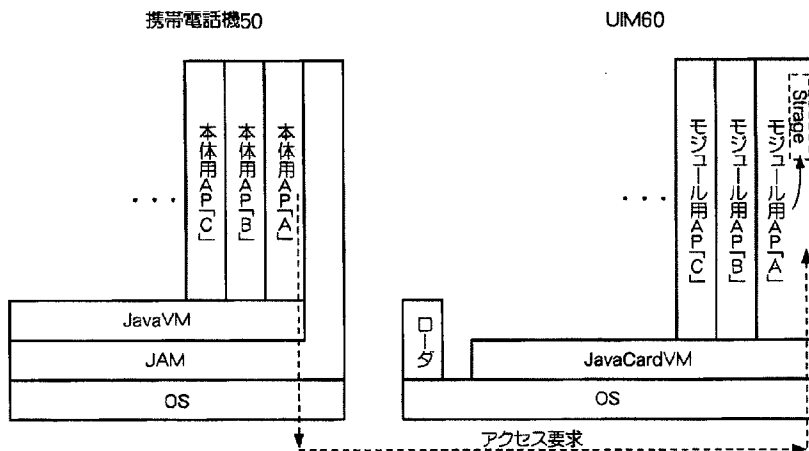 携帯電話機50
UIM60
本体用AP「C」
本体用AP「B」
本体用AP「A」
・・・
JavaVM
JAM
OS
モジュール用AP「C」
モジュール用AP「B」
モジュール用AP「A」
Strage
・・・
ローダ
JavaCardVM
OS
アクセス要求